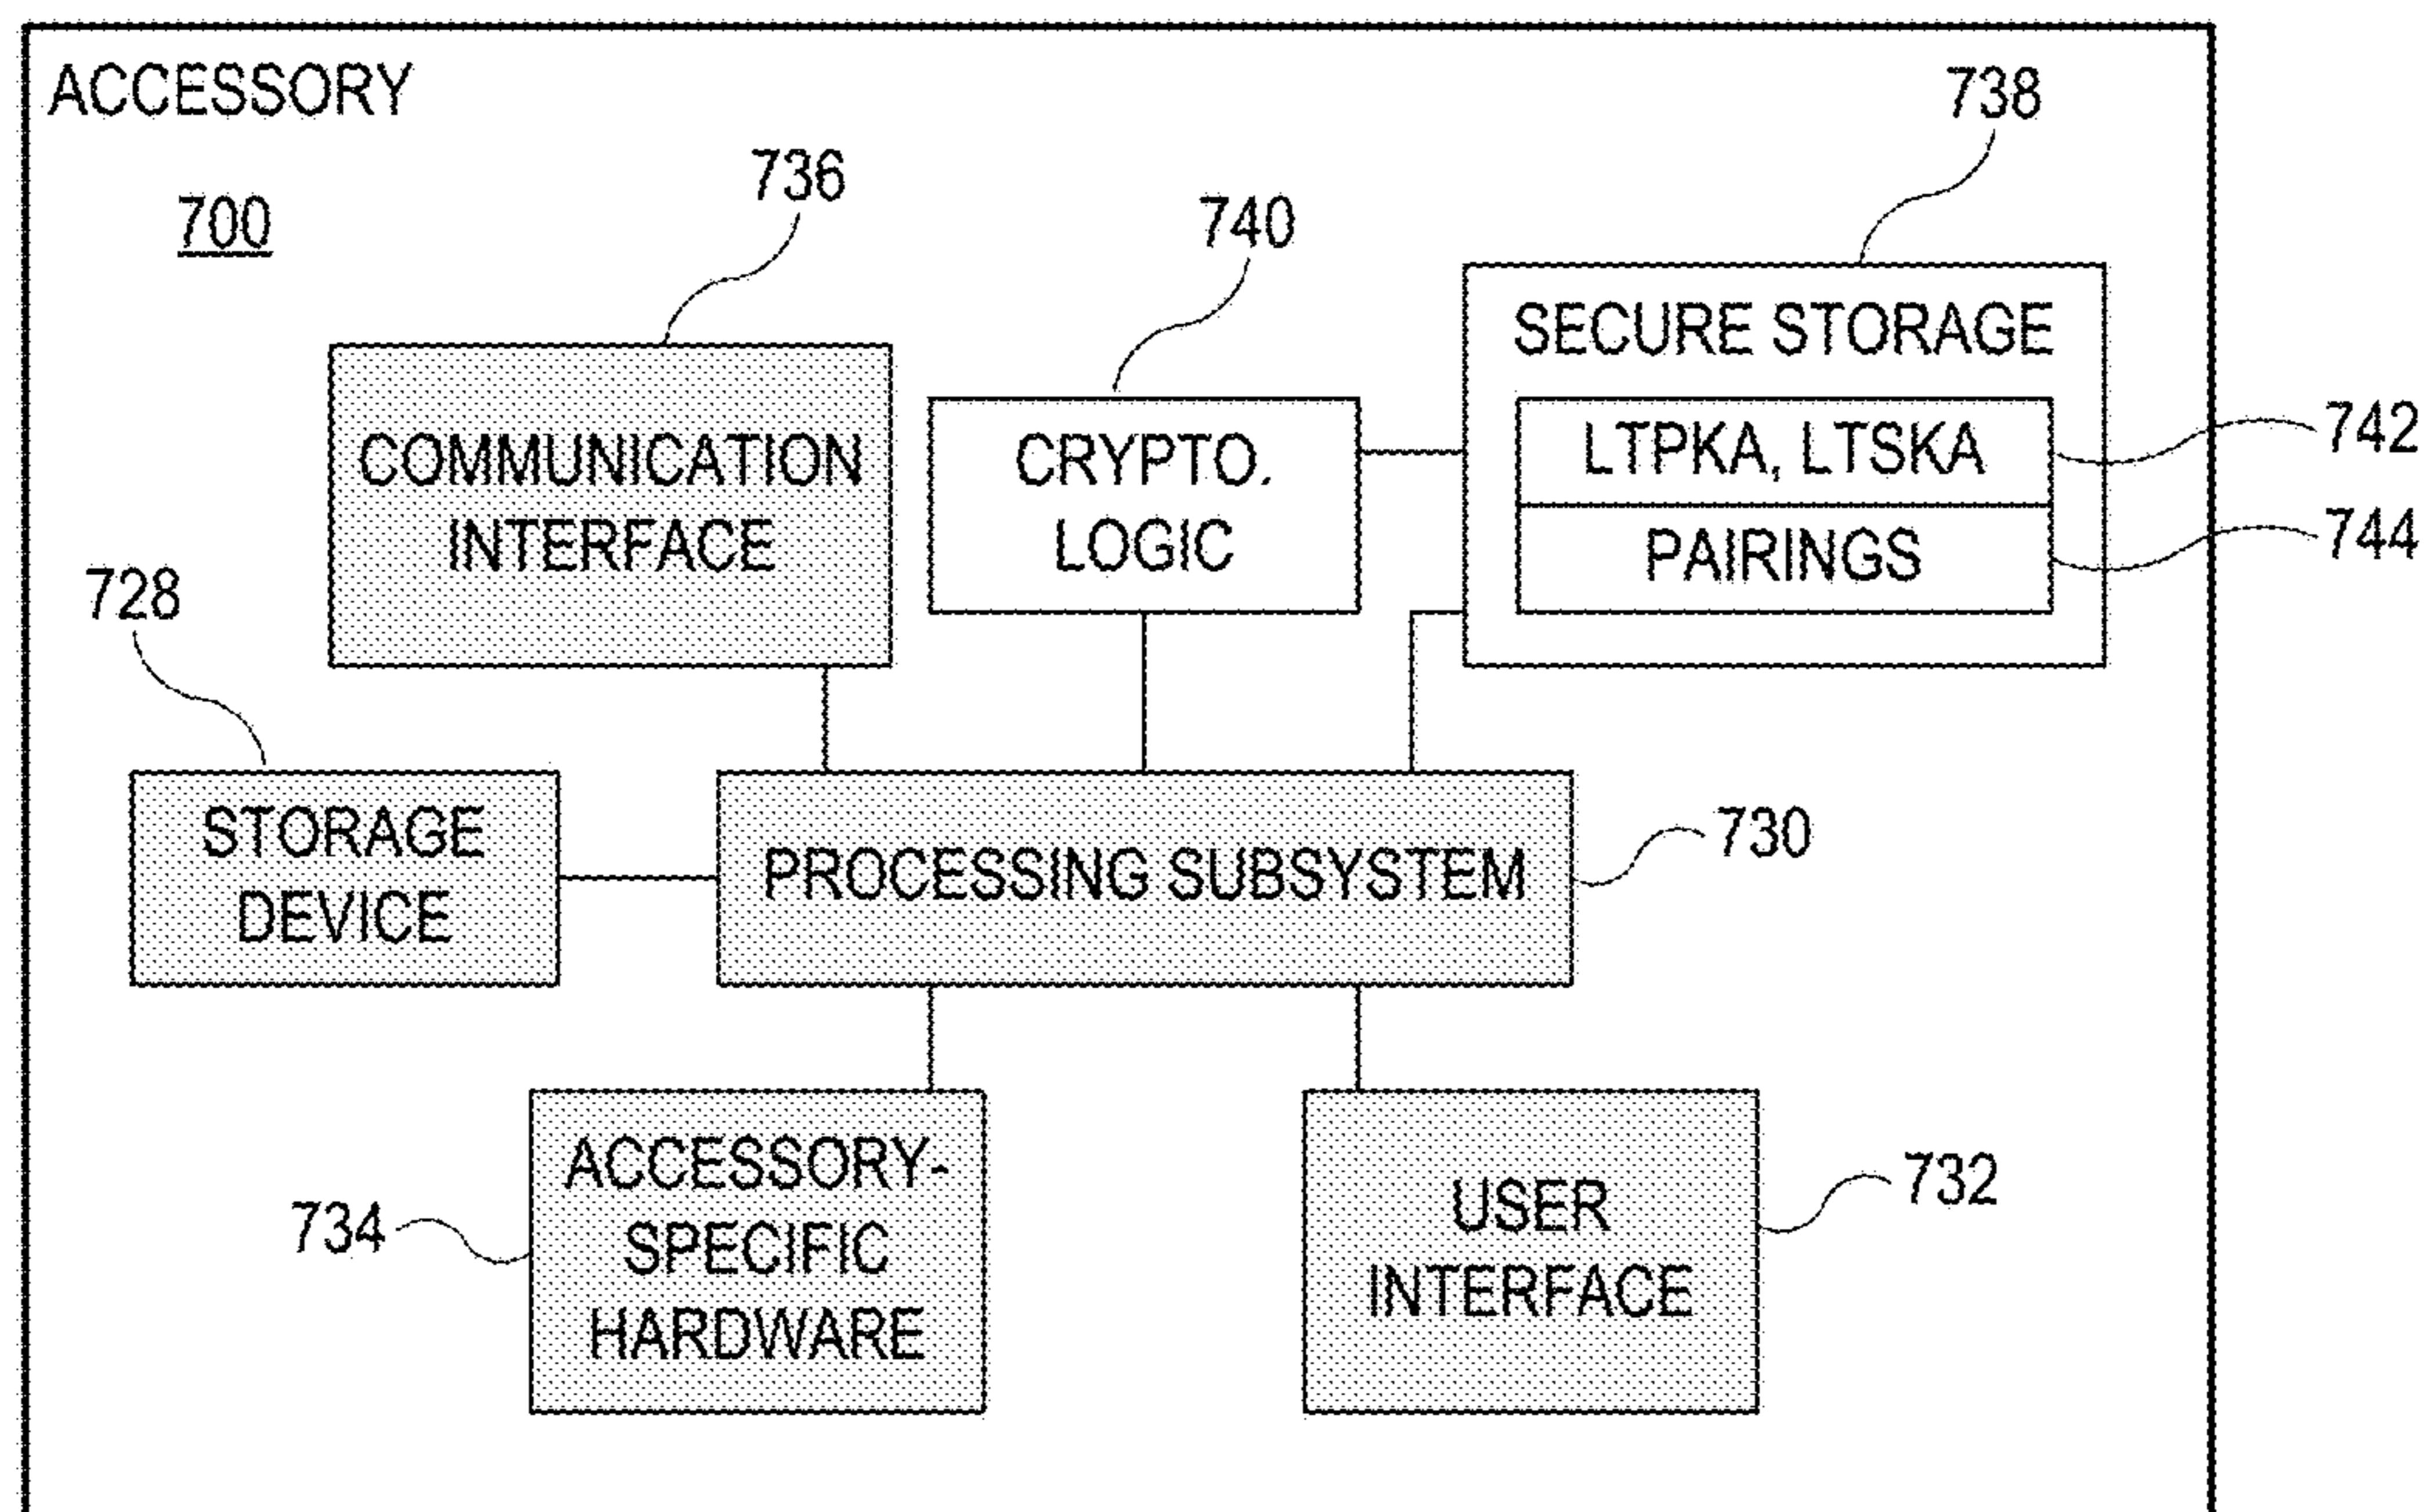 ACCESSORY
700
736
740
738
COMMUNICATION
INTERFACE
CRYPTO.
LOGIC
SECURE STORAGE
LTPKA, LTSKA
742
PAIRINGS
744
728
STORAGE
DEVICE
PROCESSING SUBSYSTEM
730
734
ACCESSORY-
SPECIFIC
HARDWARE
USER
INTERFACE
732